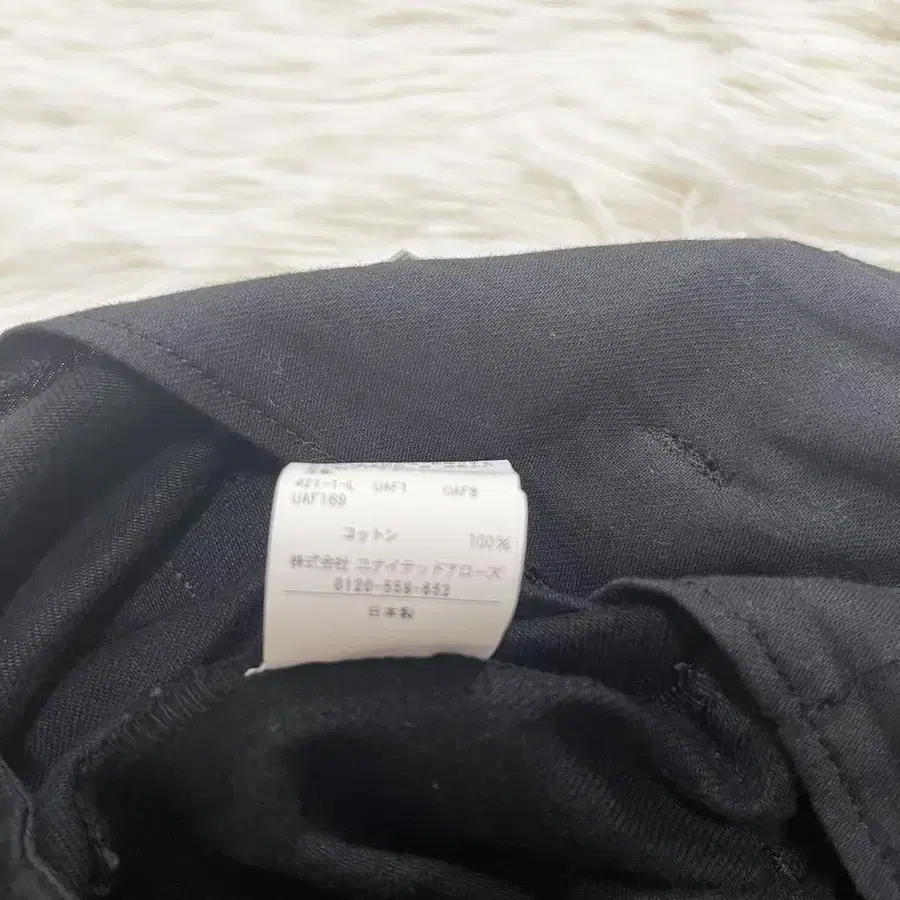 UAF1
UAF169
コットン 100%
株式会社 ユナイテッドアローズ
0120-559-652
日本製